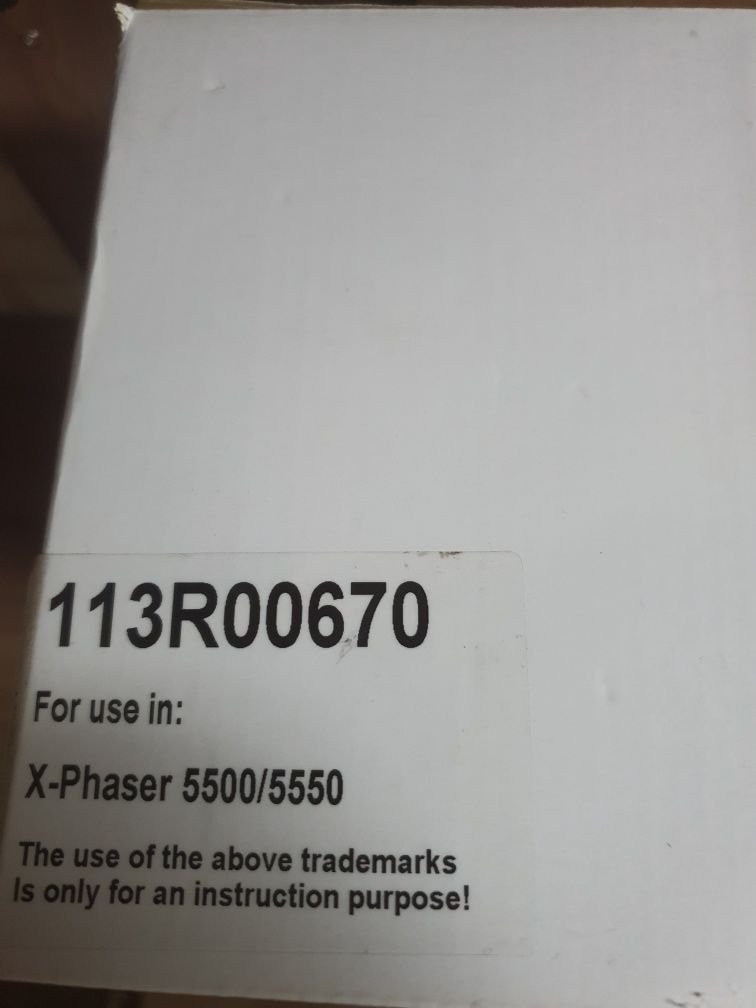 113R00670
For use in:
X-Phaser 5500/5550
The use of the above trademarks
Is only for an instruction purpose!